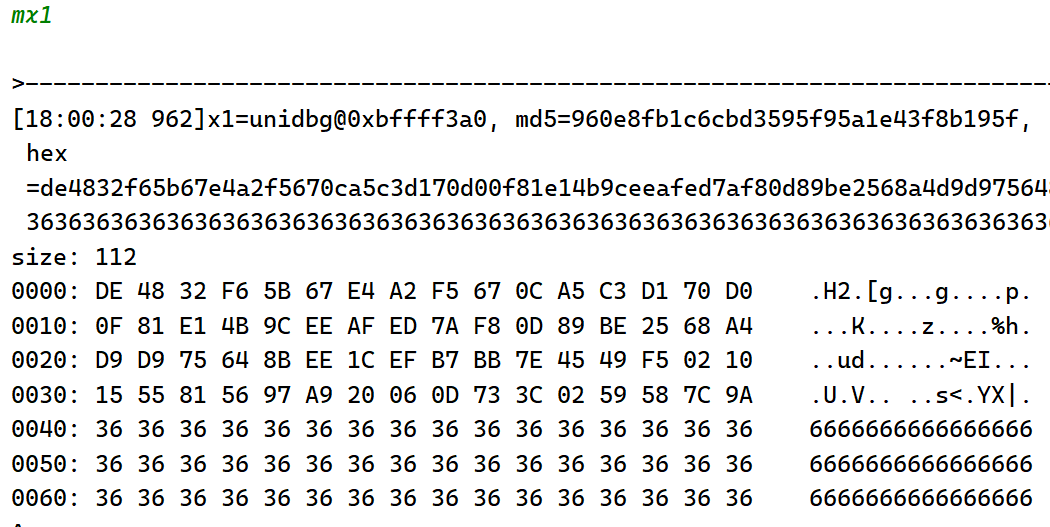 mx1
>-----------------------------------------------------------------------------
[18:00:28 962]x1=unidbg@0xbffff3a0, md5=960e8fb1c6cbd3595f95a1e43f8b195f,
hex
=de4832f65b67e4a2f5670ca5c3d170d00f81e14b9ceeafed7af80d89be2568a4d9d97564
3636363636363636363636363636363636363636363636363636363636363636363636363
size: 112
0000: DE 48 32 F6 5B 67 E4 A2 F5 67 0C A5 C3 D1 70 D0    .H2.[g...g....p.
0010: 0F 81 E1 4B 9C EE AF ED 7A F8 0D 89 BE 25 68 A4    ...K....z....%h.
0020: D9 D9 75 64 8B EE 1C EF B7 BB 7E 45 49 F5 02 10    ..ud......~EI...
0030: 15 55 81 56 97 A9 20 06 0D 73 3C 02 59 58 7C 9A    .U.V.. ..s<.YX|.
0040: 36 36 36 36 36 36 36 36 36 36 36 36 36 36 36 36    6666666666666666
0050: 36 36 36 36 36 36 36 36 36 36 36 36 36 36 36 36    6666666666666666
0060: 36 36 36 36 36 36 36 36 36 36 36 36 36 36 36 36    6666666666666666